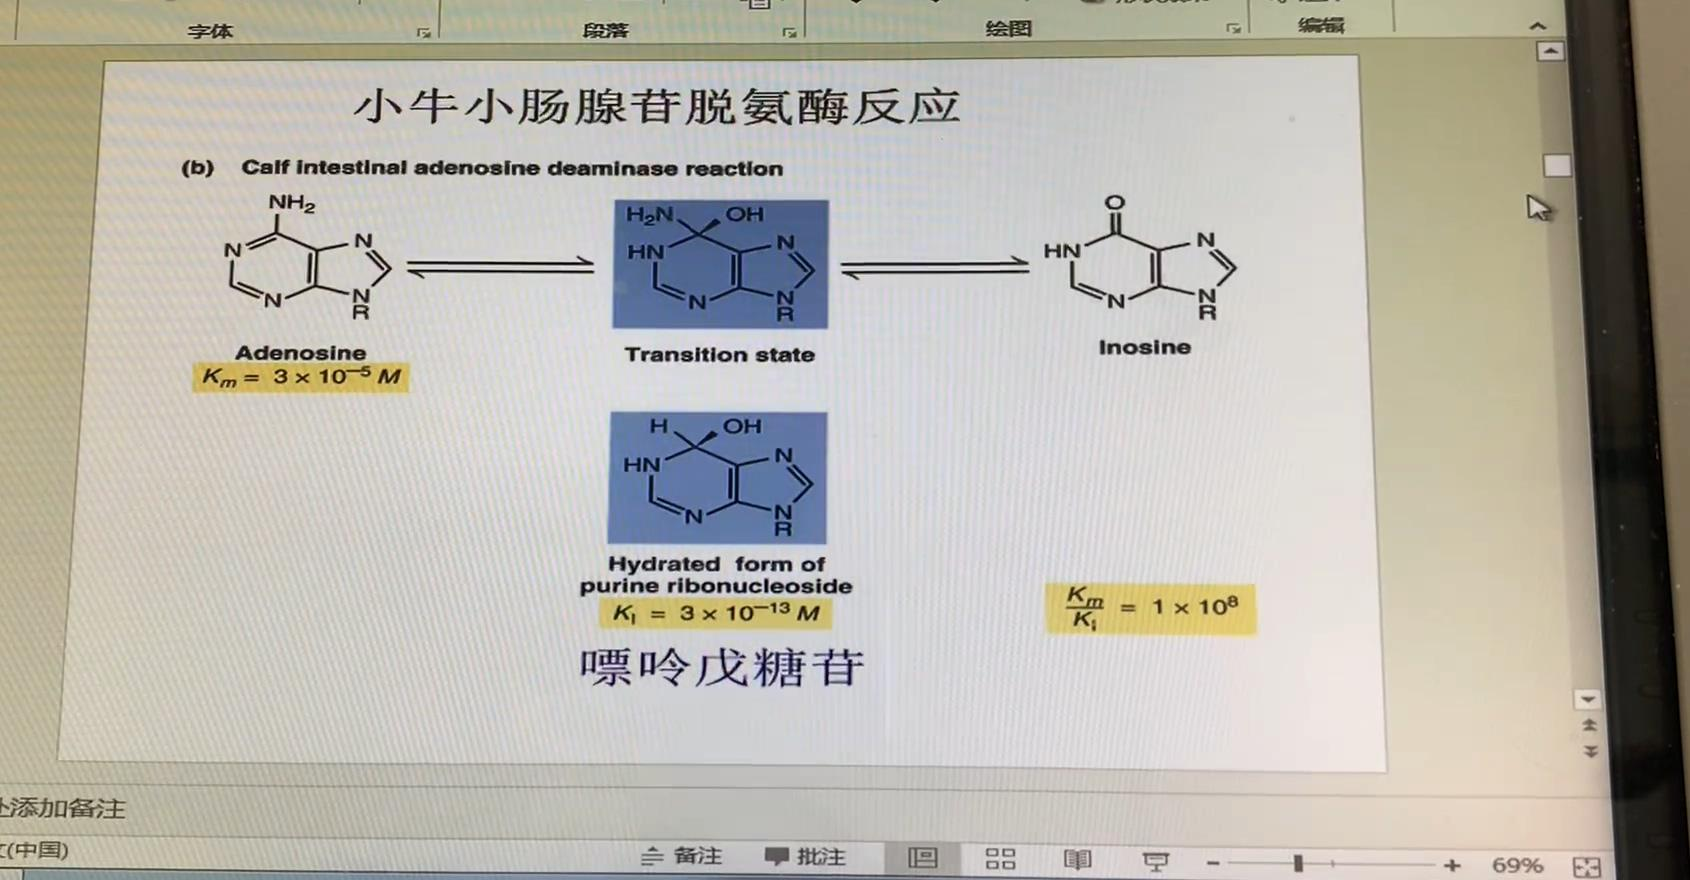 字体 段落 绘图 编辑
小牛小肠腺苷脱氨酶反应
(b) Calf intestinal adenosine deaminase reaction
NH₂
N N
N N
R
Adenosine
Km = 3 × 10⁻⁵ M
H₂N OH
HN N
N N
R
Transition state
O
HN N
N N
R
Inosine
H OH
HN N
N N
R
Hydrated form of
purine ribonucleoside
KI = 3 × 10⁻¹³ M
Km/Ki = 1 × 10⁸
嘌呤戊糖苷
添加备注
(中国)
备注 批注 69%